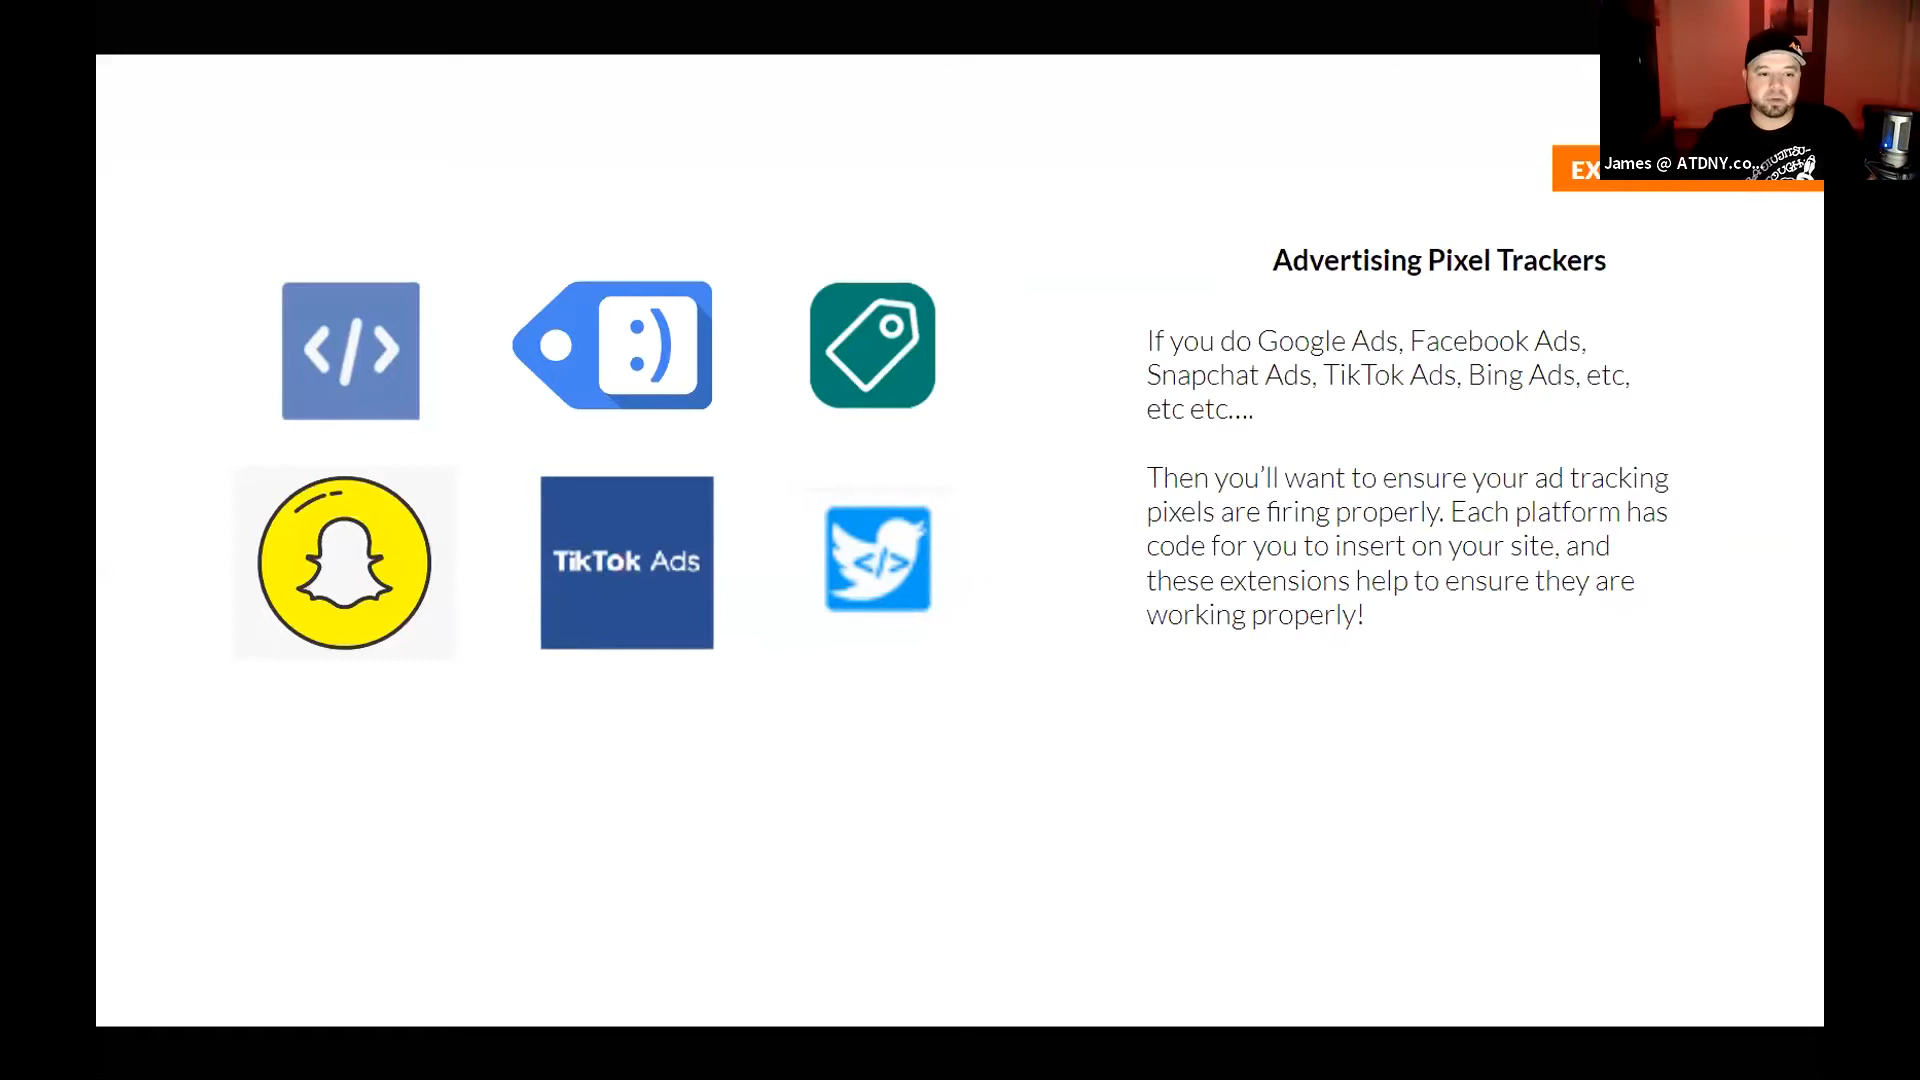 EX
James @ ATDNY.co...
Advertising Pixel Trackers
If you do Google Ads, Facebook Ads,
Snapchat Ads, TikTok Ads, Bing Ads, etc,
etc etc....
Then you’ll want to ensure your ad tracking
pixels are firing properly. Each platform has
code for you to insert on your site, and
these extensions help to ensure they are
working properly!
</>
:)
TikTok Ads
</>